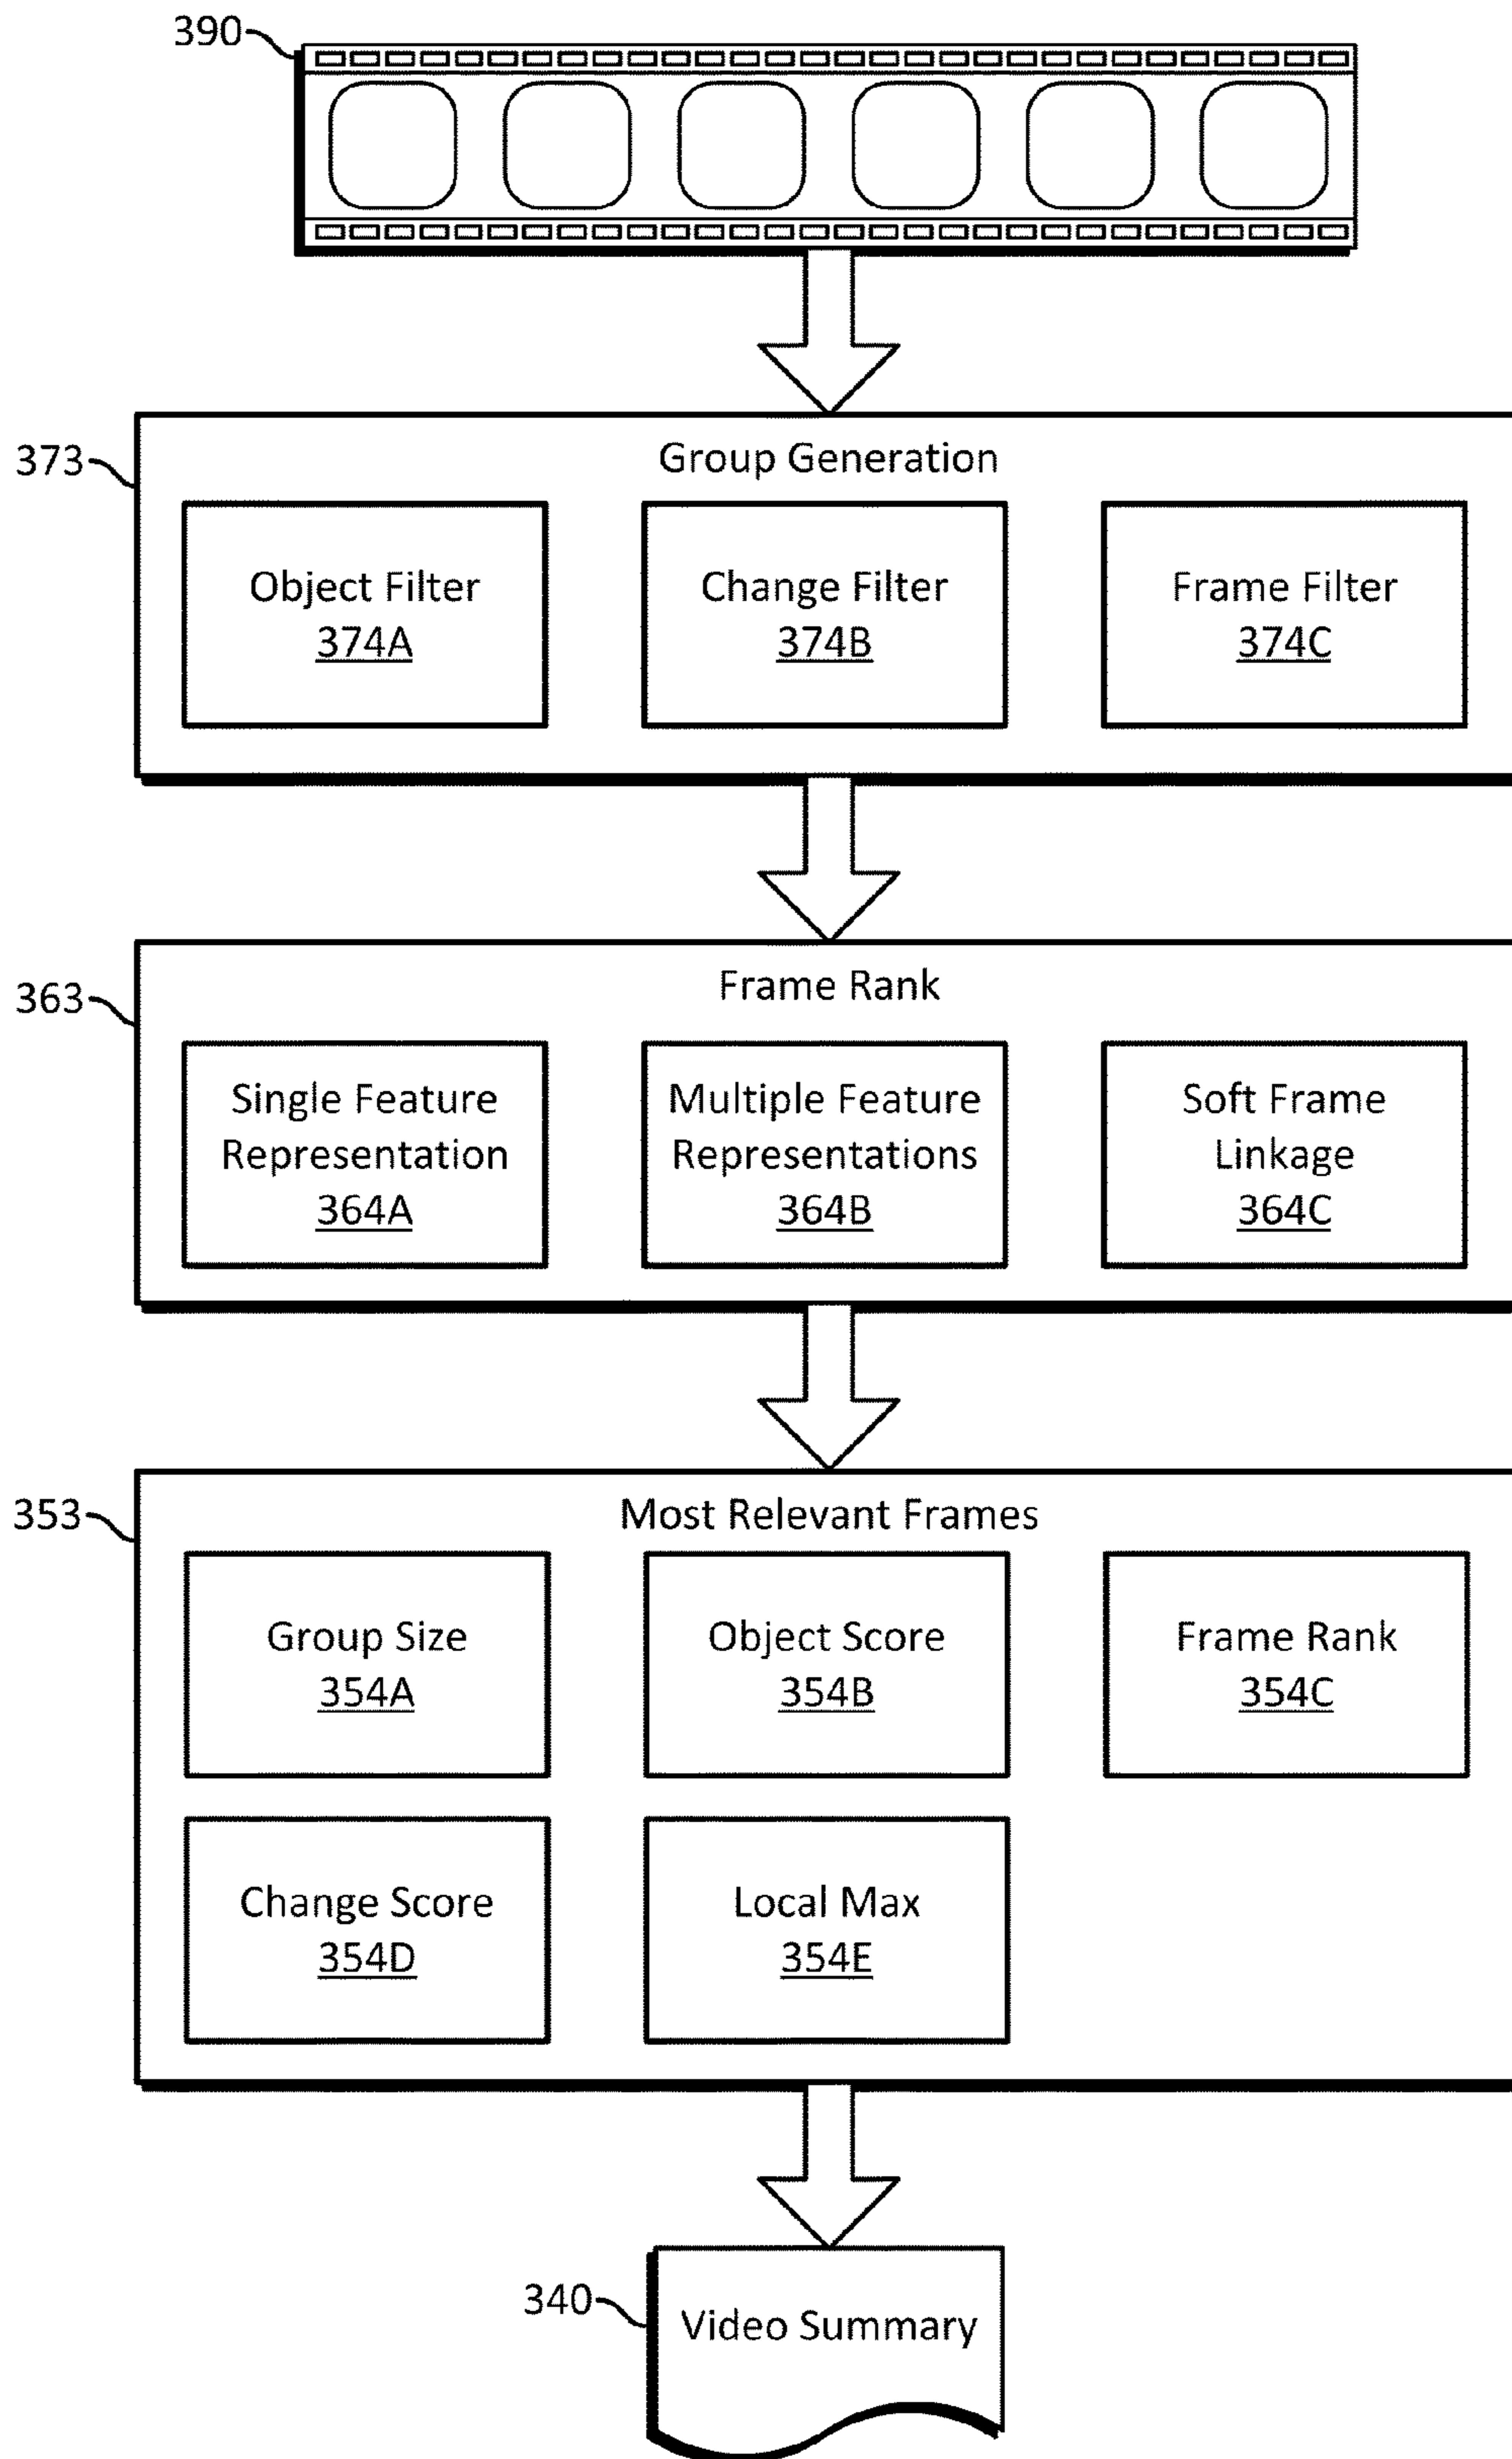 390
373
Group Generation
Object Filter
374A
Change Filter
374B
Frame Filter
374C
363
Frame Rank
Single Feature
Representation
364A
Multiple Feature
Representations
364B
Soft Frame
Linkage
364C
353
Most Relevant Frames
Group Size
354A
Object Score
354B
Frame Rank
354C
Change Score
354D
Local Max
354E
340
Video Summary